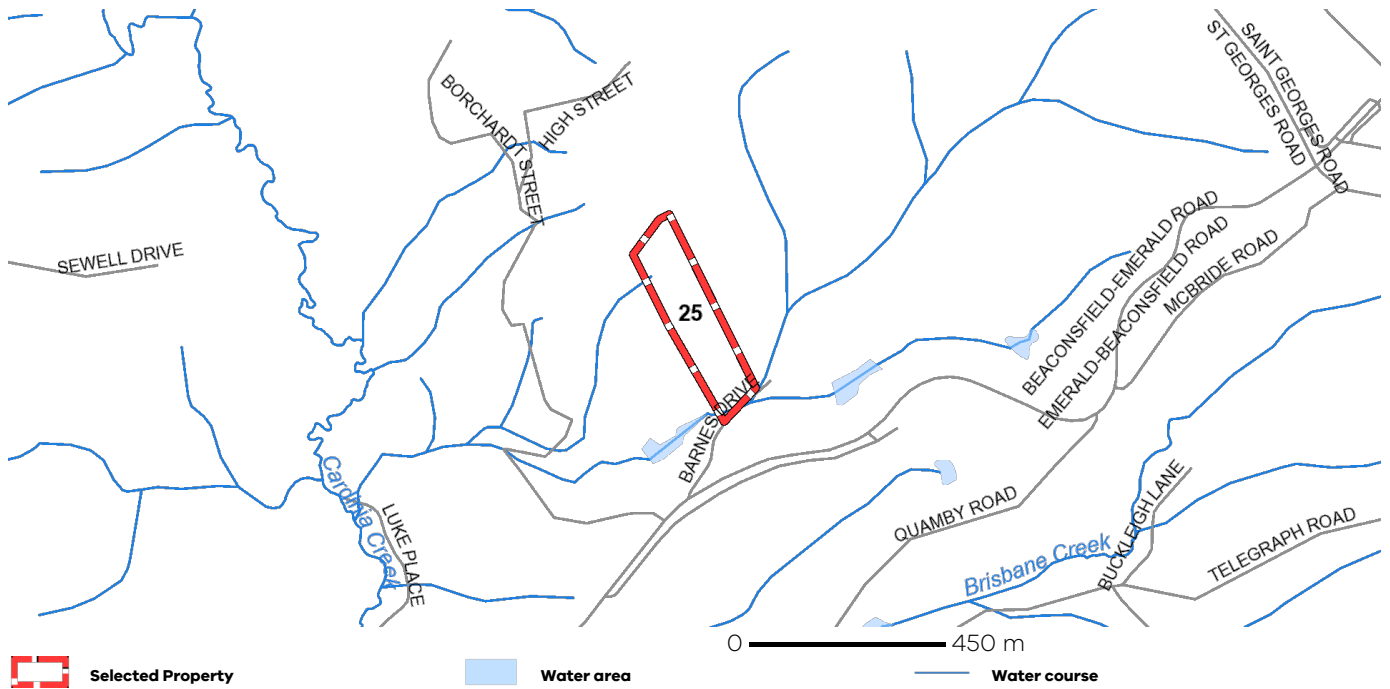 SAINT GEORGES ROAD
ST GEORGES ROAD
BORCHARDT STREET
HIGH STREET
SEWELL DRIVE
BEACONSFIELD-EMERALD ROAD
EMERALD-BEACONSFIELD ROAD
MCBRIDE ROAD
25
BARNES DRIVE
Cardinia Creek
LUKE PLACE
QUAMBY ROAD
BUCKLEIGH LANE
TELEGRAPH ROAD
Brisbane Creek
0 450 m
Selected Property Water area Water course